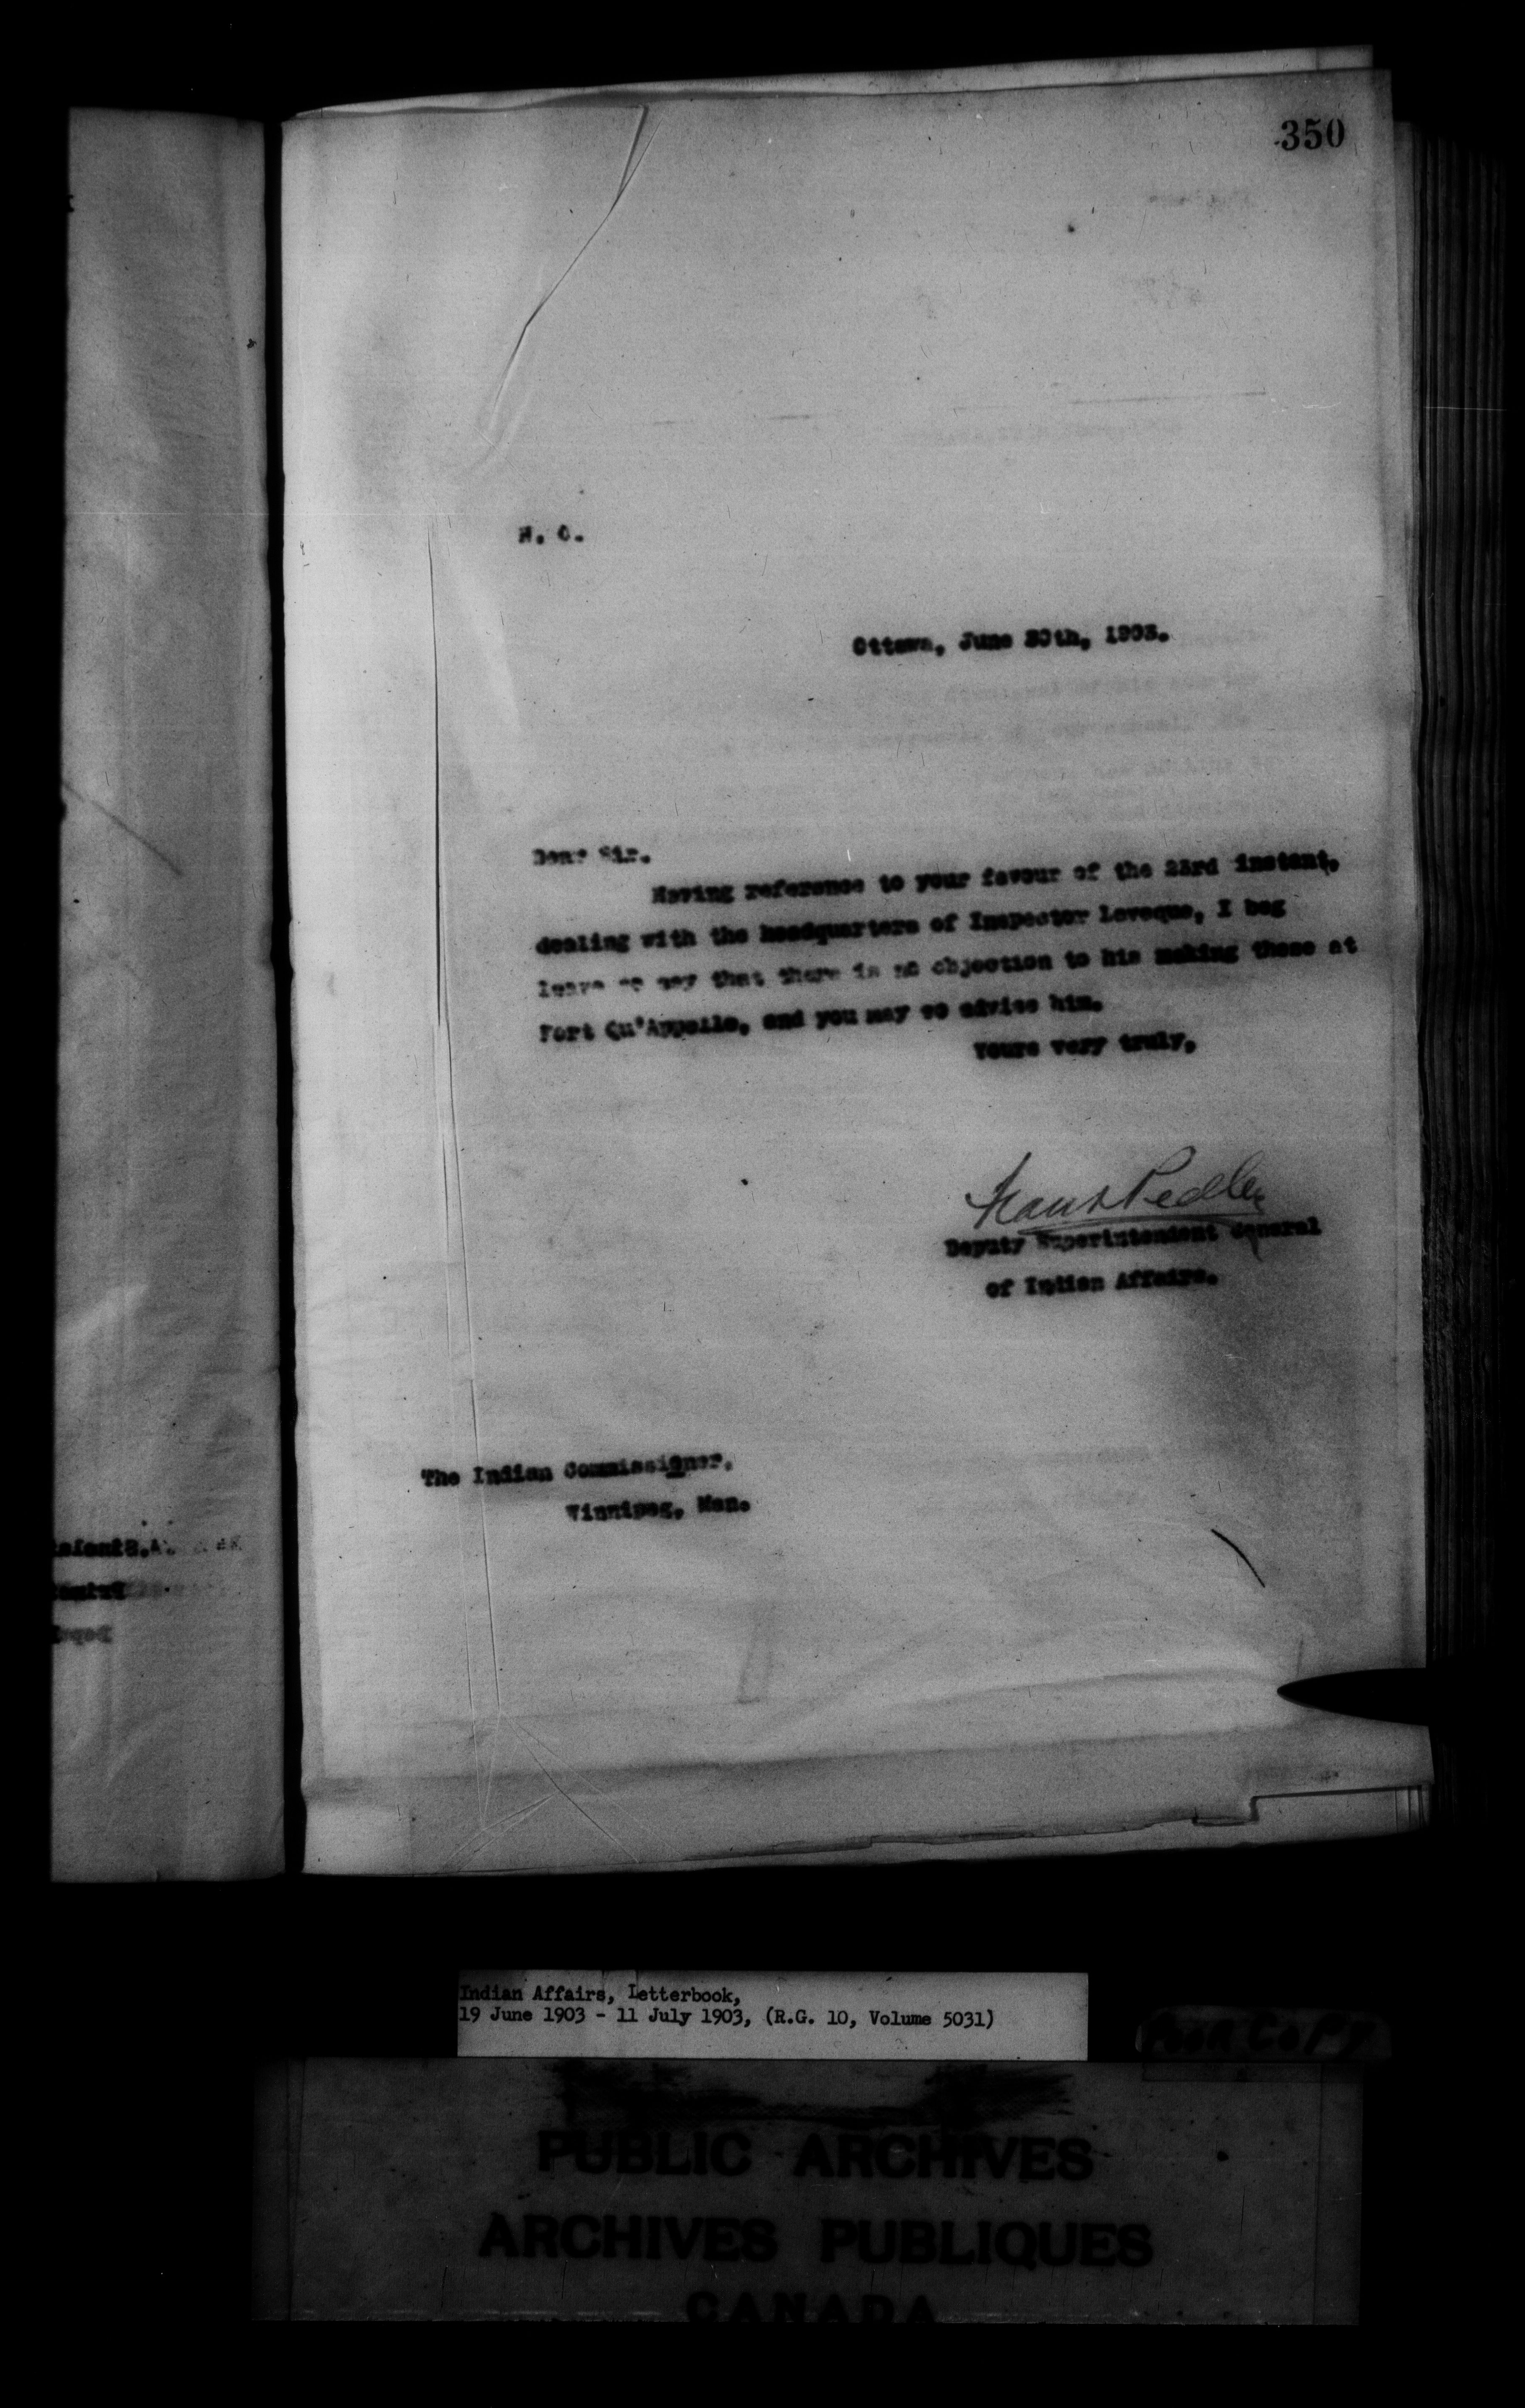 350
Ottawa, June 30th, 1903.
Dear Sir.
Having reference to your favour of the 23rd instant,
dealing with the headquarters of Inspector Leveque, I beg
leave to say that there is no objection to his making these at
Fort Qu'Appelle, and you may so advise him.
Yours very truly,
Frank Pedley
Deputy Superintendent General
of Indian Affairs.
The Indian Commissioner,
Winnipeg, Man.
Indian Affairs, Letterbook,
19 June 1903 - 11 July 1903, (R.G. 10, Volume 5031)
POOR COPY
PUBLIC ARCHIVES
ARCHIVES PUBLIQUES
CANADA